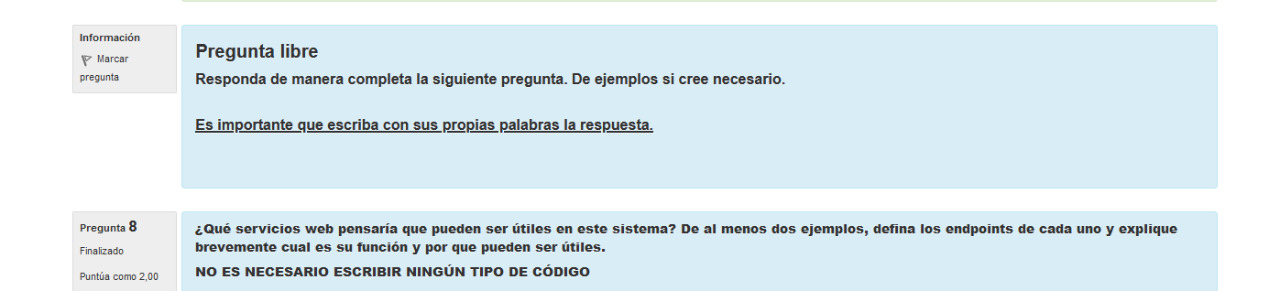 Información
Marcar
pregunta
Pregunta libre
Responda de manera completa la siguiente pregunta. De ejemplos si cree necesario.
Es importante que escriba con sus propias palabras la respuesta.
Pregunta 8
Finalizado
Puntúa como 2,00
¿Qué servicios web pensaría que pueden ser útiles en este sistema? De al menos dos ejemplos, defina los endpoints de cada uno y explique
brevemente cual es su función y por que pueden ser útiles.
NO ES NECESARIO ESCRIBIR NINGÚN TIPO DE CÓDIGO